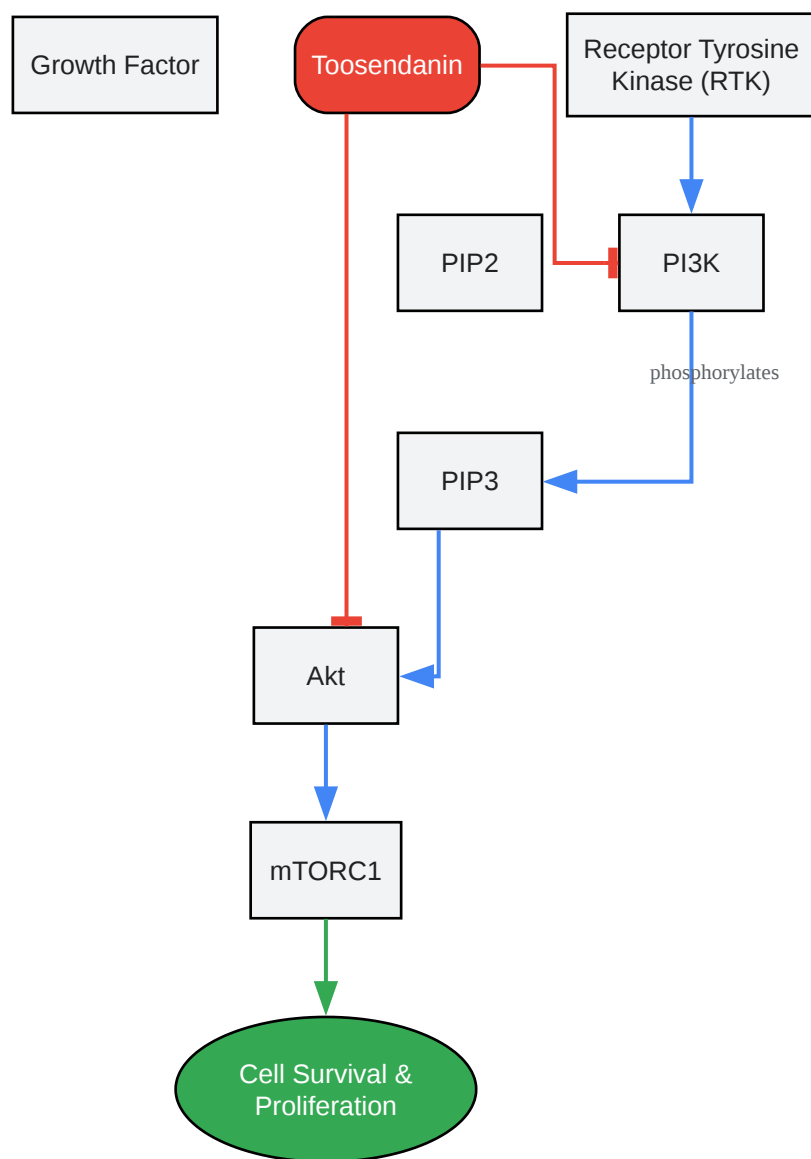 Growth Factor
Toosendanin
Receptor Tyrosine
Kinase (RTK)
PIP2
PI3K
phosphorylates
PIP3
Akt
mTORC1
Cell Survival &
Proliferation